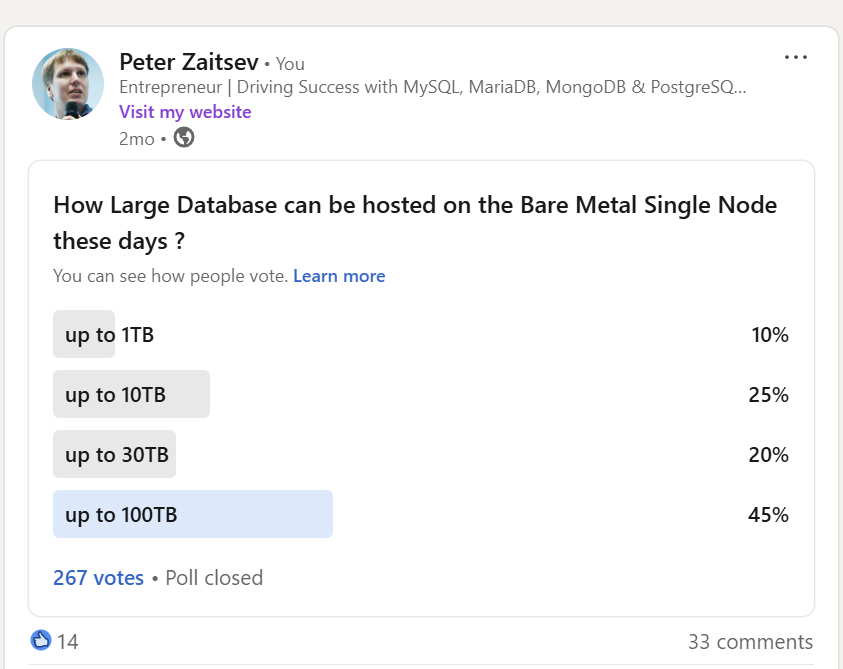 Peter Zaitsev • You
Entrepreneur | Driving Success with MySQL, MariaDB, MongoDB & PostgreSQ...
Visit my website
2mo •
How Large Database can be hosted on the Bare Metal Single Node
these days ?
You can see how people vote. Learn more
up to 1TB 10%
up to 10TB 25%
up to 30TB 20%
up to 100TB 45%
267 votes • Poll closed
14 33 comments